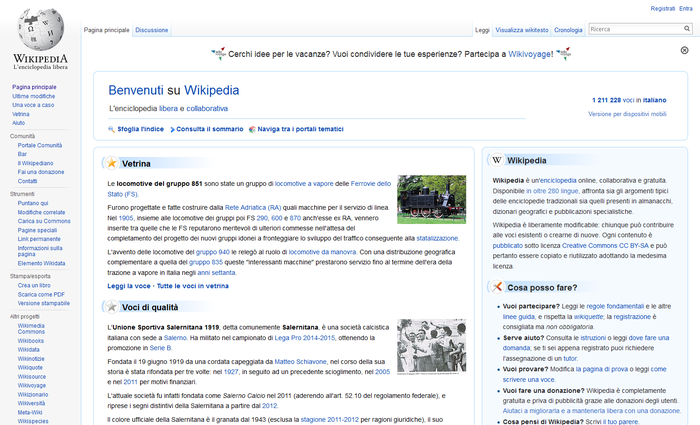 Registrati Entra
WIKIPEDIA
L'enciclopedia libera
Pagina principale Discussione
Leggi Visualizza wikitesto Cronologia Ricerca
Cerchi idee per le vacanze? Vuoi condividere le tue esperienze? Partecipa a Wikivoyage!
Pagina principale
Ultime modifiche
Una voce a caso
Vetrina
Aiuto
Comunità
Portale Comunità
Bar
Il Wikipediano
Fai una donazione
Contatti
Strumenti
Puntano qui
Modifiche correlate
Carica su Commons
Pagine speciali
Link permanente
Informazioni sulla
pagina
Elemento Wikidata
Stampa/esporta
Crea un libro
Scarica come PDF
Versione stampabile
Altri progetti
Wikimedia
Commons
Wikibooks
Wikidata
Wikinotizie
Wikiquote
Wikisource
Wikivoyage
Wikizionario
Wikiversità
Meta-Wiki
Wikispecies
Benvenuti su Wikipedia
L'enciclopedia libera e collaborativa
1 211 228 voci in italiano
Versione per dispositivi mobili
Sfoglia l'indice Consulta il sommario Naviga tra i portali tematici
Vetrina
Le locomotive del gruppo 851 sono state un gruppo di locomotive a vapore delle Ferrovie dello
Stato (FS).
Furono progettate e fatte costruire dalla Rete Adriatica (RA) quali macchine per il servizio di linea.
Nel 1905, insieme alle locomotive dei gruppi poi FS 290, 600 e 870 anch'esse ex RA, vennero
inserite tra quelle che le FS reputarono meritevoli di ulteriori commesse nell'attesa del
completamento del progetto dei nuovi gruppi idonei a fronteggiare lo sviluppo del traffico conseguente alla statalizzazione.
L'avvento delle locomotive del gruppo 940 le relegò al ruolo di locomotive da manovra. Con una distribuzione geografica
complementare a quella del gruppo 835 queste "interessanti macchine" prestarono servizio fino al termine dell'era della
trazione a vapore in Italia negli anni settanta.
Leggi la voce · Tutte le voci in vetrina
Voci di qualità
L'Unione Sportiva Salernitana 1919, detta comunemente Salernitana, è una società calcistica
italiana con sede a Salerno. Ha militato nel campionato di Lega Pro 2014-2015, ottenendo la
promozione in Serie B.
Fondata il 19 giugno 1919 da una cordata capeggiata da Matteo Schiavone, nel corso della sua
storia è stata rifondata per tre volte: nel 1927, in seguito ad un precedente scioglimento, nel 2005
e nel 2011 per motivi finanziari.
L'attuale società fu infatti fondata come Salerno Calcio nel 2011 (aderendo all'art. 52.10 del regolamento federale), e
riprese i segni distintivi della Salernitana a partire dal 2012.
Il colore ufficiale della Salernitana è il granata dal 1943 (esclusa la stagione 2011-2012 per ragioni giuridiche), il suo
Wikipedia
Wikipedia è un'enciclopedia online, collaborativa e gratuita.
Disponibile in oltre 280 lingue, affronta sia gli argomenti tipici
delle enciclopedie tradizionali sia quelli presenti in almanacchi,
dizionari geografici e pubblicazioni specialistiche.
Wikipedia è liberamente modificabile: chiunque può contribuire
alle voci esistenti o crearne di nuove. Ogni contenuto è
pubblicato sotto licenza Creative Commons CC BY-SA e può
pertanto essere copiato e riutilizzato adottando la medesima
licenza.
Cosa posso fare?
Vuoi partecipare? Leggi le regole fondamentali e le altre
linee guida, e rispetta la wikiquette; la registrazione è
consigliata ma non obbligatoria.
Serve aiuto? Consulta le istruzioni o leggi dove fare una
domanda; se ti sei appena registrato puoi richiedere
l'assegnazione di un tutor.
Vuoi provare? Modifica la pagina di prova o leggi come
scrivere una voce.
Vuoi fare una donazione? Wikipedia è completamente
gratuita e priva di pubblicità grazie alle donazioni degli utenti.
Aiutaci a migliorarla e a mantenerla libera con una donazione.
Cosa pensi di Wikipedia? Scrivi il tuo parere.